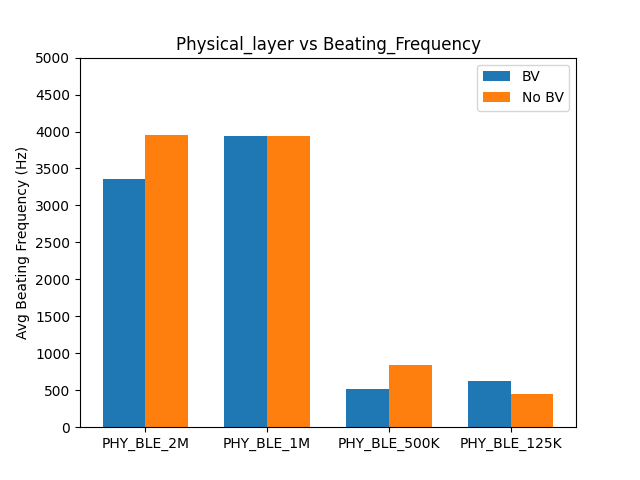 Physical_layer vs Beating_Frequency
BV
No BV
Avg Beating Frequency (Hz)
5000
4500
4000
3500
3000
2500
2000
1500
1000
500
0
PHY_BLE_2M PHY_BLE_1M PHY_BLE_500K PHY_BLE_125K